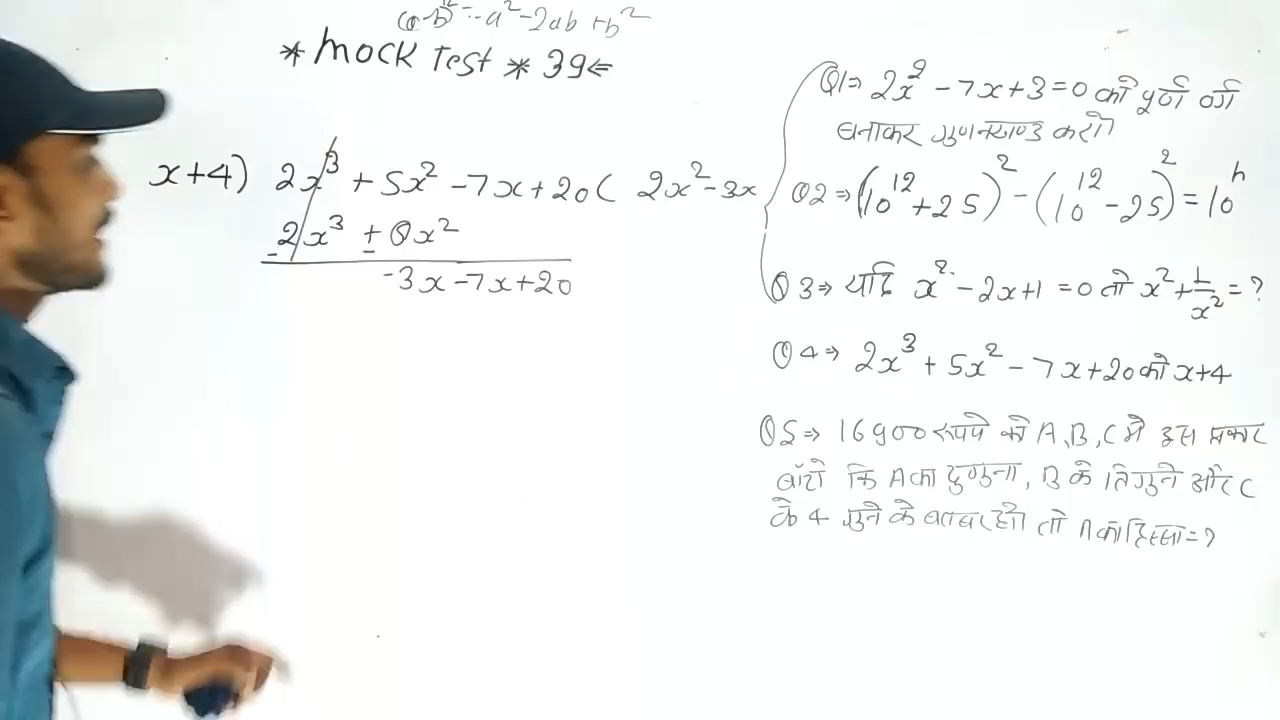 (a-b)² = a² - 2ab + b²
* Mock Test * 39 ⇐
x+4) 2x³ + 5x² - 7x + 20 ( 2x² - 3x
2x³ + 8x²
- -
-3x - 7x + 20
Q1⇒ 2x² - 7x + 3 = 0 को पूर्ण वर्ग
बनाकर गुणनखण्ड करो
Q2⇒ (10¹² + 25)² - (10¹² - 25)² = 10ⁿ
Q3⇒ यदि x² - 2x + 1 = 0 तो x² + 1/x² = ?
Q4⇒ 2x³ + 5x² - 7x + 20 को x+4
Q5⇒ 16900 रूपये को A, B, C मे इस प्रकार
बाँटो कि A का दुगुना, B के तिगुने और C
के 4 गुने के बराबर हो तो A का हिस्सा = ?